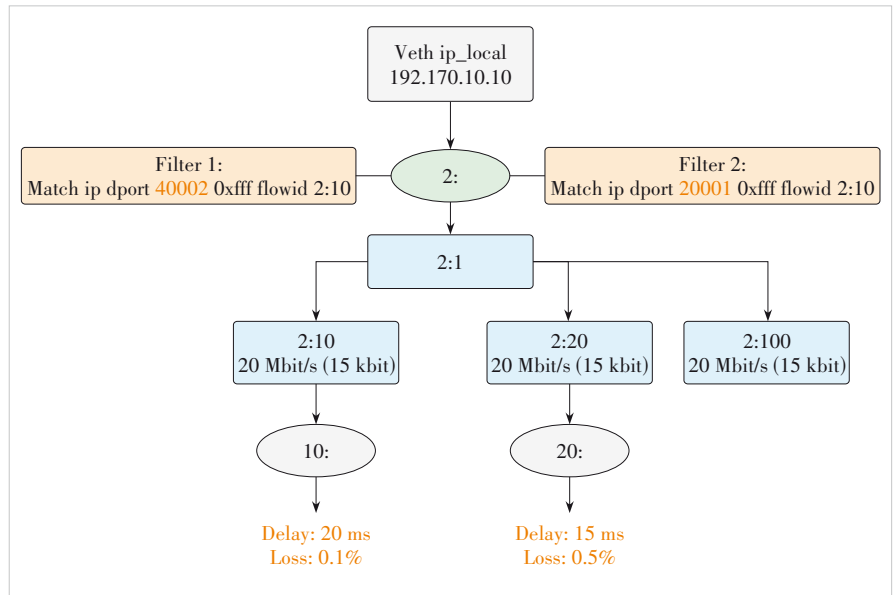 Veth ip_local
192.170.10.10
Filter 1:
Match ip dport 40002 0xfff flowid 2:10
2:
Filter 2:
Match ip dport 20001 0xfff flowid 2:10
2:1
2:10
20 Mbit/s (15 kbit)
2:20
20 Mbit/s (15 kbit)
2:100
20 Mbit/s (15 kbit)
10:
20:
Delay: 20 ms
Loss: 0.1%
Delay: 15 ms
Loss: 0.5%